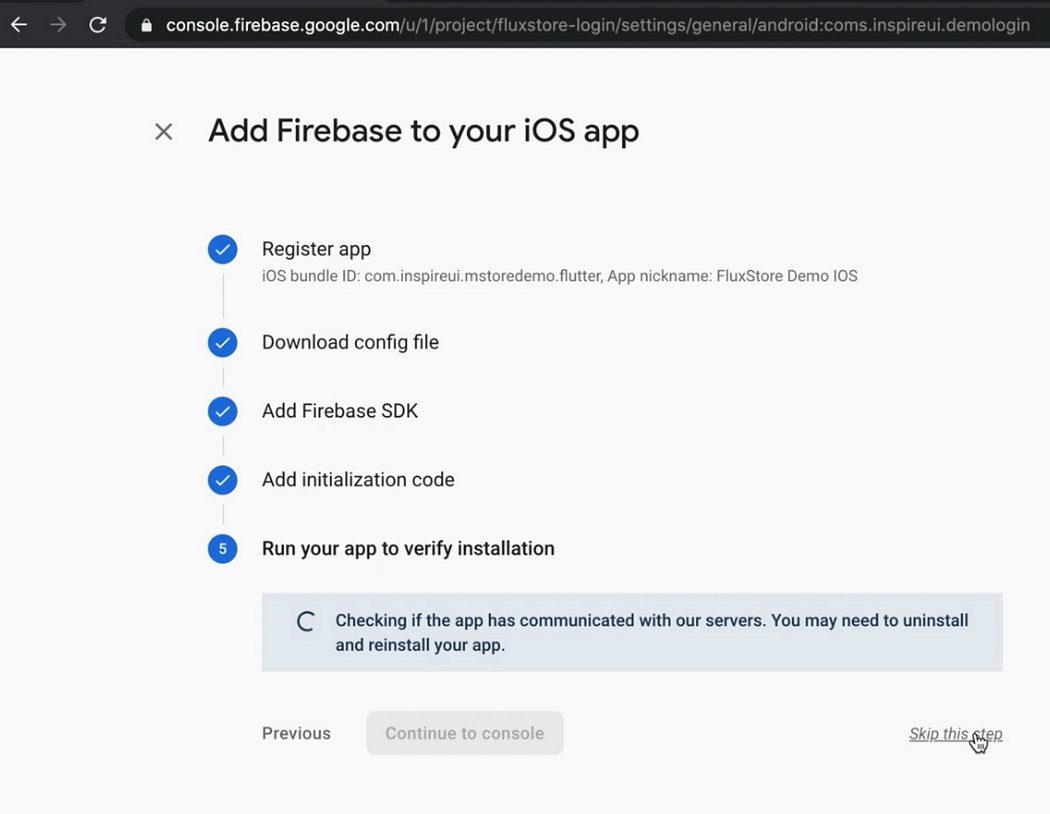 console.firebase.google.com/u/1/project/fluxstore-login/settings/general/android:coms.inspireui.demologin
Add Firebase to your iOS app
Register app
iOS bundle ID: com.inspireui.mstoredemo.flutter, App nickname: FluxStore Demo IOS
Download config file
Add Firebase SDK
Add initialization code
5 Run your app to verify installation
Checking if the app has communicated with our servers. You may need to uninstall
and reinstall your app.
Previous Continue to console Skip this step